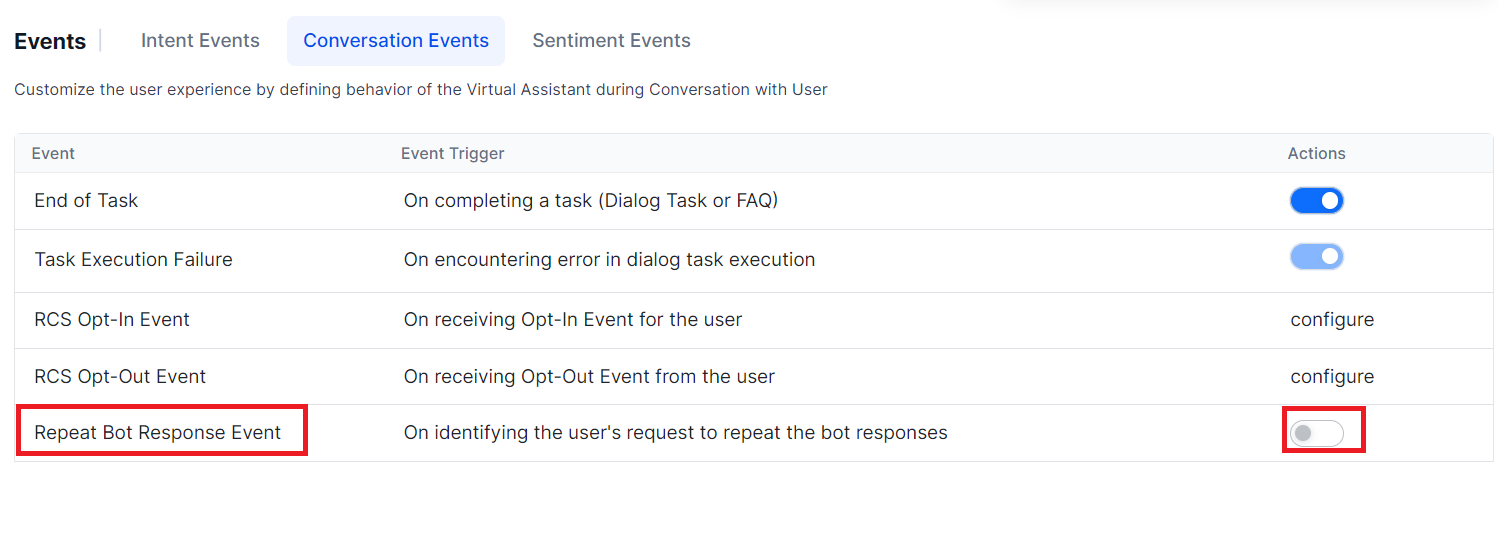 Events Intent Events Conversation Events Sentiment Events
Customize the user experience by defining behavior of the Virtual Assistant during Conversation with User
Event Event Trigger Actions
End of Task On completing a task (Dialog Task or FAQ)
Task Execution Failure On encountering error in dialog task execution
RCS Opt-In Event On receiving Opt-In Event for the user configure
RCS Opt-Out Event On receiving Opt-Out Event from the user configure
Repeat Bot Response Event On identifying the user's request to repeat the bot responses